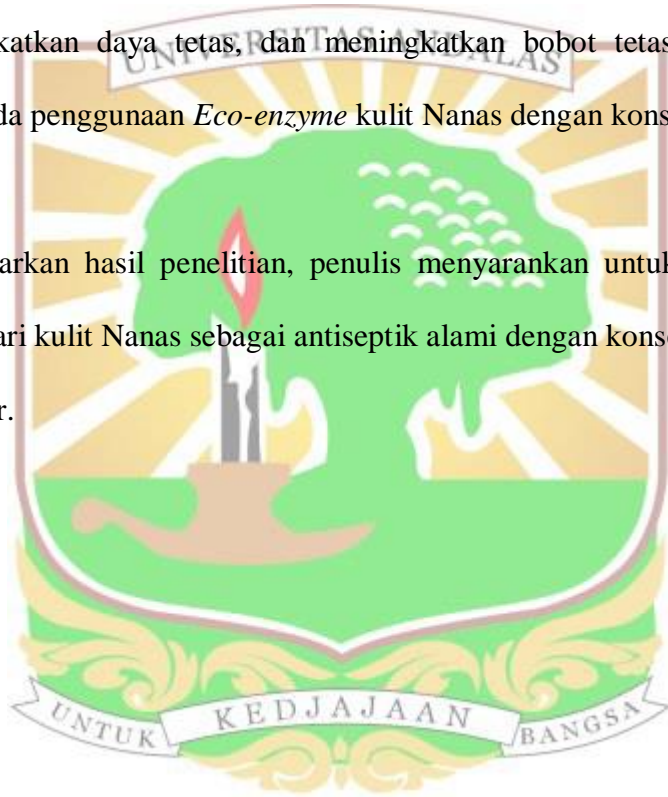 katkan daya tetas, dan meningkatkan bobot tetas
UNIVERSITAS ANDALAS
da penggunaan Eco-enzyme kulit Nanas dengan kons
arkan hasil penelitian, penulis menyarankan untuk
ari kulit Nanas sebagai antiseptik alami dengan kons
r.
UNTUK KEDJAJAAN BANGSA